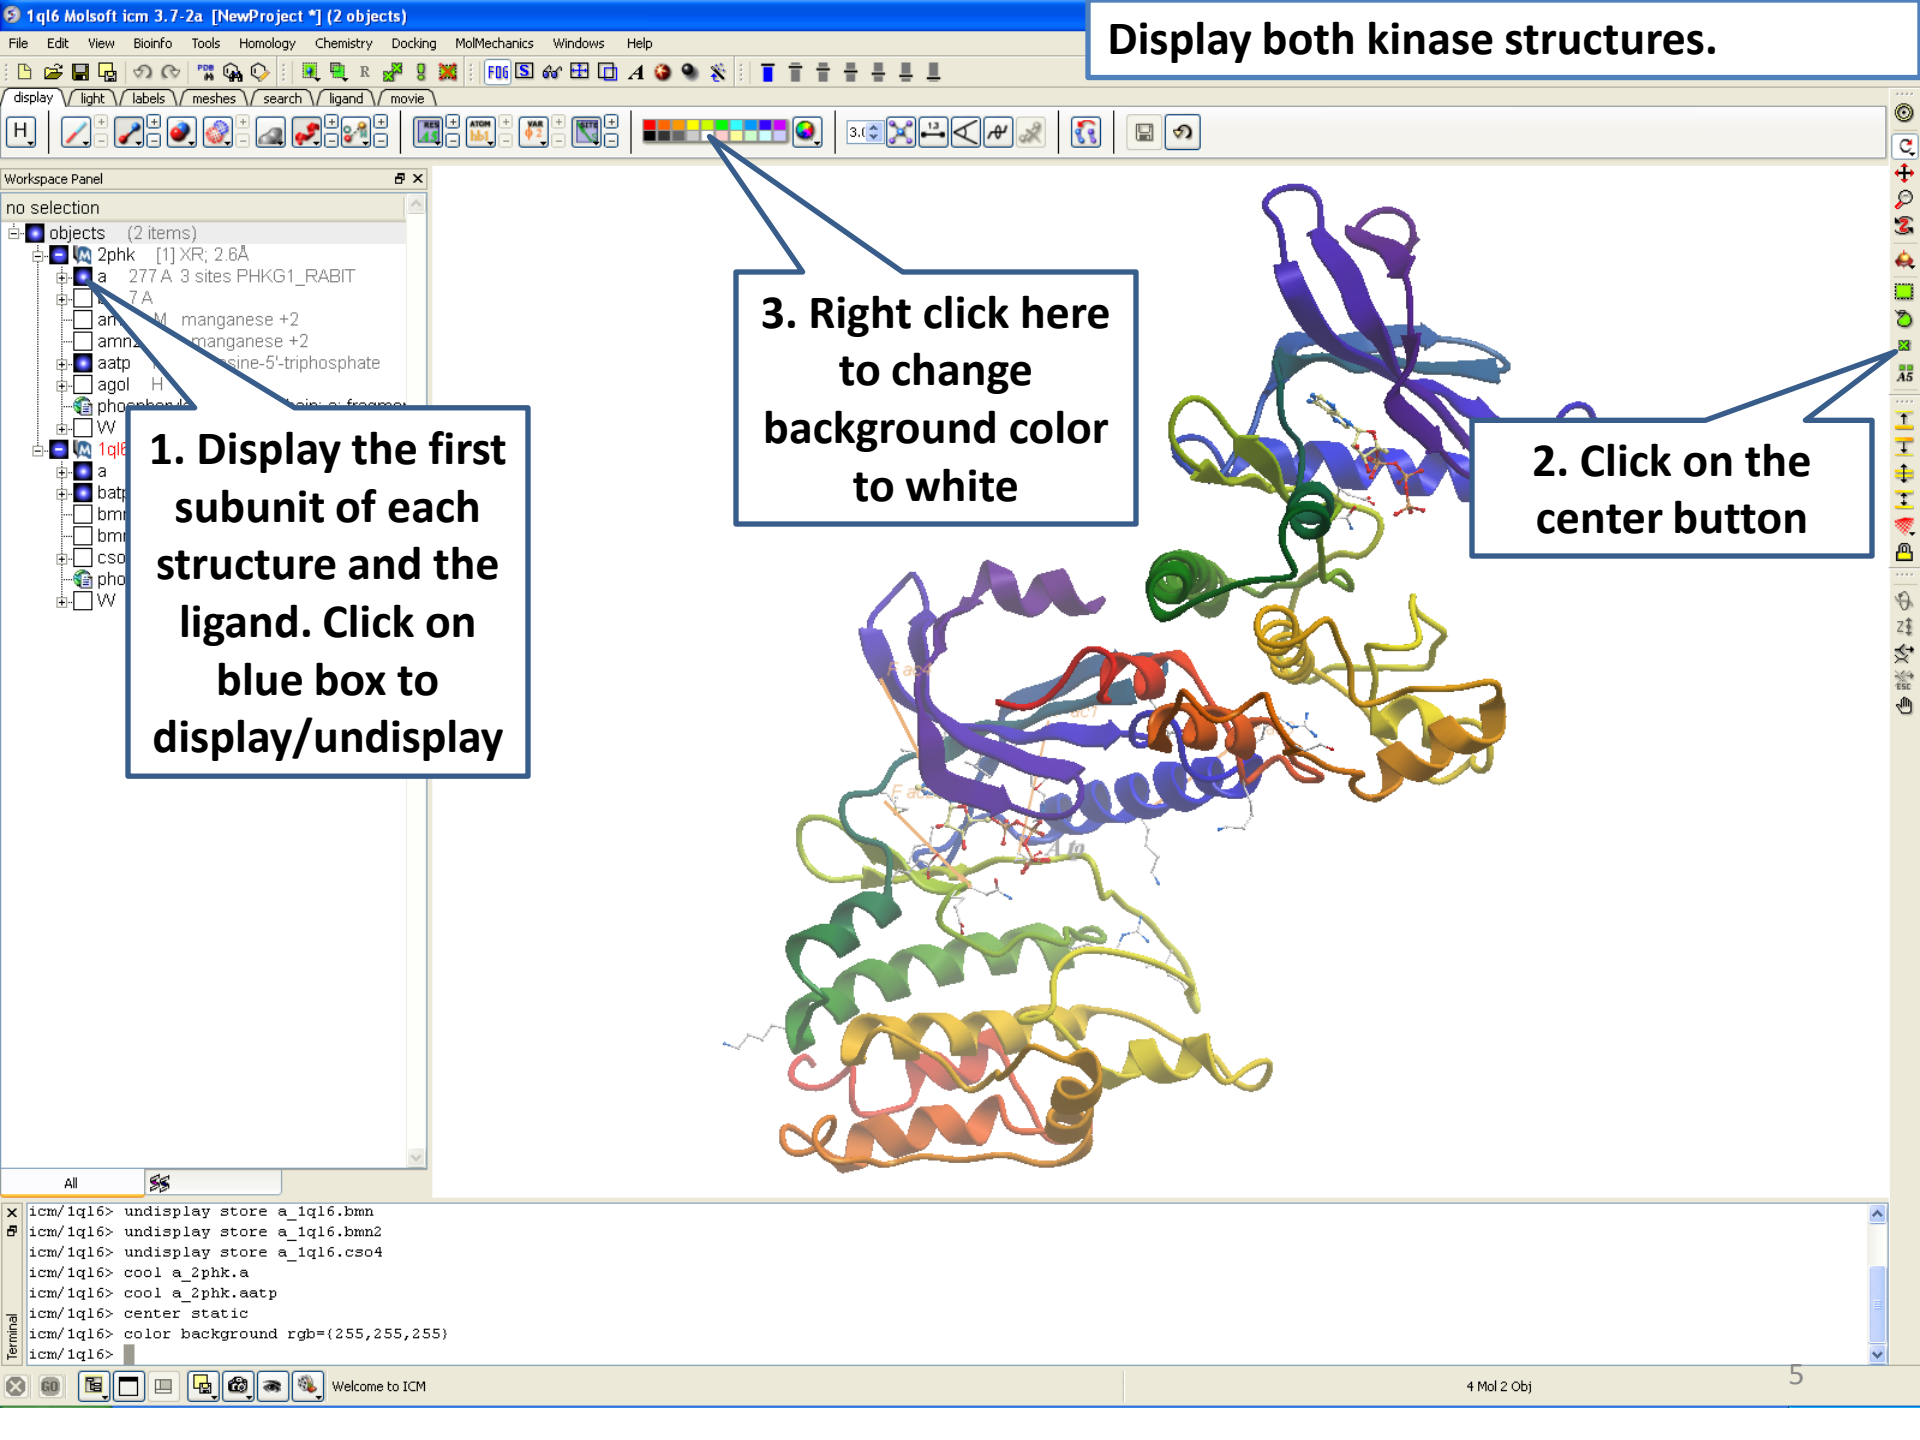 1ql6 Molsoft icm 3.7-2a [NewProject *] (2 objects)
Display both kinase structures.
File Edit View Bioinfo Tools Homology Chemistry Docking MolMechanics Windows Help
FOG
display light labels meshes search ligand movie
H
Workspace Panel
no selection
objects (2 items)
2phk [1] XR; 2.6Å
a 277 A 3 sites PHKG1_RABIT
7 A
M manganese +2
manganese +2
aatp sine-5'-triphosphate
agol H
W
a
W
1. Display the first
subunit of each
structure and the
ligand. Click on
blue box to
display/undisplay
3. Right click here
to change
background color
to white
2. Click on the
center button
All
icm/1ql6> undisplay store a_1ql6.bmn
icm/1ql6> undisplay store a_1ql6.bmn2
icm/1ql6> undisplay store a_1ql6.cso4
icm/1ql6> cool a_2phk.a
icm/1ql6> cool a_2phk.aatp
icm/1ql6> center static
icm/1ql6> color background rgb={255,255,255}
icm/1ql6>
Terminal
GO
Welcome to ICM
4 Mol 2 Obj
5